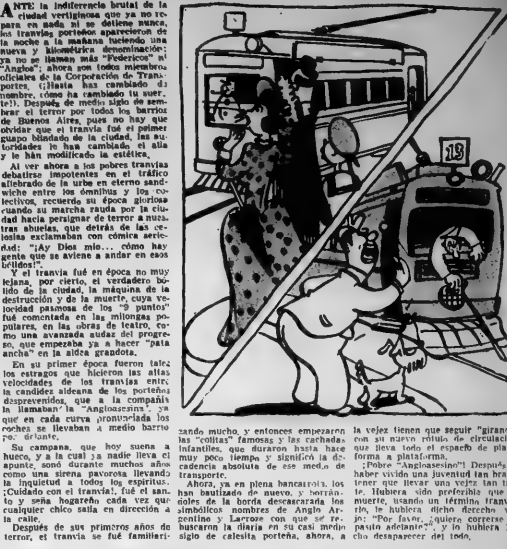 ANTE la indiferencia brutal de la
ciudad vertiginosa que ya no re-
para en nada ni se detiene nunca,
los tranvías porteños aparecieron de
la noche a la mañana luciendo una
nueva y kilométrica denominación:
ya no se llaman más "Federicos" ni
"Anglos"; ahora son todos miembros
oficiales de la Corporación de Trans-
portes. (¡Hasta has cambiado de
nombre, cómo ha cambiado tu suer-
te!). Después de medio siglo de sem-
brar el terror por todos los barrios
de Buenos Aires, pues no hay que
olvidar que el tranvía fué el primer
guapo blindado de la ciudad, las au-
toridades le han cambiado el alia
y le han modificado la estética.
Al ver ahora a los pobres tranvías
debatirse impotentes en el tráfico
afiebrado de la urbe en eterno sand-
wiche entre los ómnibus y los co-
lectivos, recuerdo su época gloriosa
cuando su marcha rauda por la ciu-
dad hacía persignar de terror a nues-
tras abuelas, que detrás de las ce-
losías exclamaban con cómica serie-
dad: "¡Ay Dios mío... cómo hay
gente que se aviene a andar en esos
bólidos!".
Y el tranvía fué en época no muy
lejana, por cierto, el verdadero bó-
lido de la ciudad, la máquina de la
destrucción y de la muerte, cuya ve-
locidad pasmosa de los "9 puntos"
fué comentada en las milongas po-
pulares, en las obras de teatro, co-
mo una avanzada audaz del progre-
so, que empezaba ya a hacer "pata
ancha" en la aldea grandota.
En su primer época fueron tales
los estragos que hicieron las altas
velocidades de los tranvías entre
la candidez aldeana de los porteños
desprevenidos, que a la compañía
la llamaban la "Angloasesina", ya
que en cada curva pronunciada los
coches se llevaban a medio barrio
por delante.
Su campana, que hoy suena a
hueco, y a la cual ya nadie lleva el
apunte, sonó durante muchos años
como una sirena pavorosa llevando
la inquietud a todos los espíritus.
¡Cuidado con el tranvía!, fué el san-
to y seña hogareño cada vez que
cualquier chico salía en dirección a
la calle.
Después de sus primeros años de
terror, el tranvía se fué familiari-
zando mucho, y entonces empezaron
las "colitas" famosas y las cachadas
infantiles, que duraron hasta hace
muy poco tiempo y significó la de-
cadencia absoluta de ese medio de
transporte.
Ahora, ya en plena bancarrota, los
han bautizado de nuevo, y borrán-
doles de la borda descascarada los
simbólicos nombres de Anglo Ar-
gentino y Lacroze con que se re-
buscaron la diaria en su casi medio
siglo de calesita porteña, ahora, a
la vejez tienen que seguir "girando"
con su nuevo rótulo de circulación
que lleva todo el espacio de plata-
forma a plataforma.
¡Pobre "Angloasesino"! Después
haber vivido una juventud tan bra
tener que llevar una vejez tan t
te. Hubiera sido preferible que
muerte, usando un término tranv
rio, le hubiera dicho derecho v
jo: "Por favor, ¿quiere correrse
pasito adelante?, y lo hubiera h
cho desaparecer del todo.
13